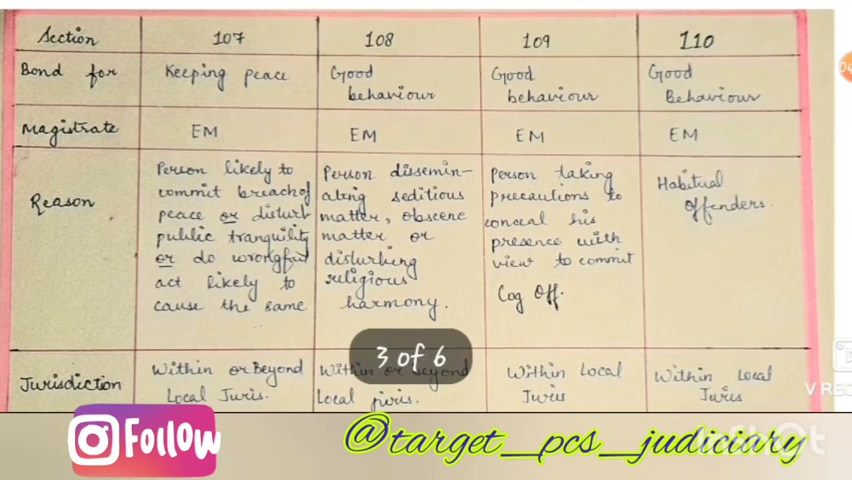 Section 107 108 109 110
Bond for Keeping peace Good behaviour Good behaviour Good Behaviour
Magistrate EM EM EM EM
Reason
Person likely to
commit breach of
peace or disturb
public tranquility
or do wrongful
act likely to
cause the same
Person dissemin-
ating seditious
matter, obscene
matter or
disturbing
religious
harmony.
Person taking
precautions to
conceal his
presence with
view to commit
Cog Off.
Habitual
offenders.
3 of 6
Jurisdiction
Within or Beyond
Local Juris.
Within or Beyond
Local juris.
Within Local
Juris
Within Local
Juris
Follow
@target_pcs_judiciary
V REC